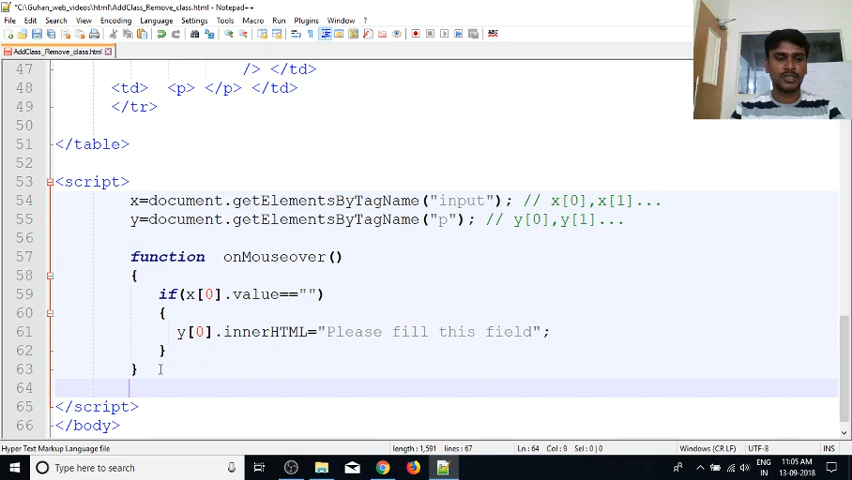 *C:\Guhan_web_videos\html\AddClass_Remove_class.html - Notepad++
File Edit Search View Encoding Language Settings Tools Macro Run Plugins Window ?
AddClass_Remove_class.html
47 /> </td>
48 <td> <p> </p> </td>
49 </tr>
50
51 </table>
52
53 <script>
54 x=document.getElementsByTagName("input"); // x[0],x[1]...
55 y=document.getElementsByTagName("p"); // y[0],y[1]...
56
57 function onMouseover()
58 {
59 if(x[0].value=="")
60 {
61 y[0].innerHTML="Please fill this field";
62 }
63 }
64
65 </script>
66 </body>
Hyper Text Markup Language file length : 1,591 lines : 67 Ln : 64 Col : 9 Sel : 0 | 0 Windows (CR LF) UTF-8 INS
Type here to search ENG 11:05 AM
IN 13-09-2018